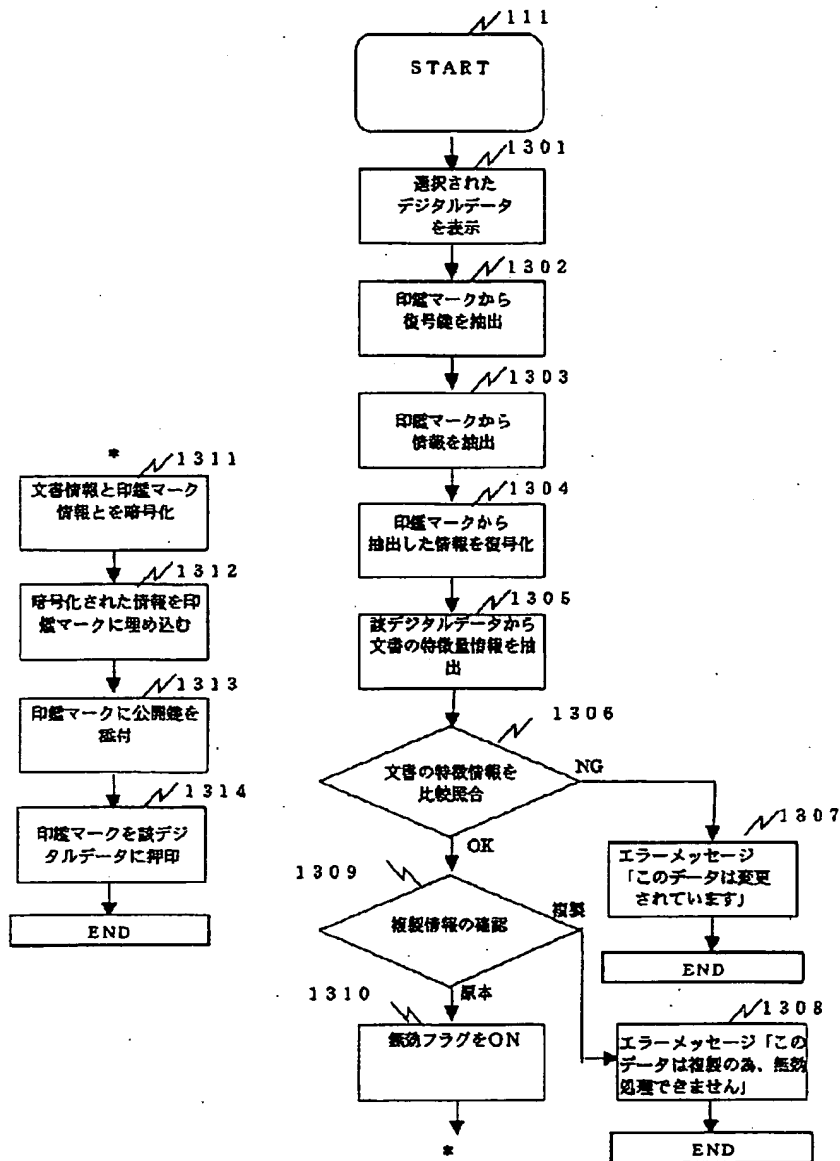 111
START
1301
選択された
デジタルデータ
を表示
1302
印鑑マークから
復号鍵を抽出
1303
印鑑マークから
情報を抽出
1304
印鑑マークから
抽出した情報を復号化
1305
該デジタルデータから
文書の特徴量情報を抽
出
1306
文書の特徴情報を
比較照合
NG
OK
1307
エラーメッセージ
「このデータは変更
されています」
END
1309
複製情報の確認
複製
原本
1308
エラーメッセージ「この
データは複製の為、無効
処理できません」
END
1310
無効フラグをON
*
*
1311
文書情報と印鑑マーク
情報とを暗号化
1312
暗号化された情報を印
鑑マークに埋め込む
1313
印鑑マークに公開鍵を
添付
1314
印鑑マークを該デジ
タルデータに押印
END